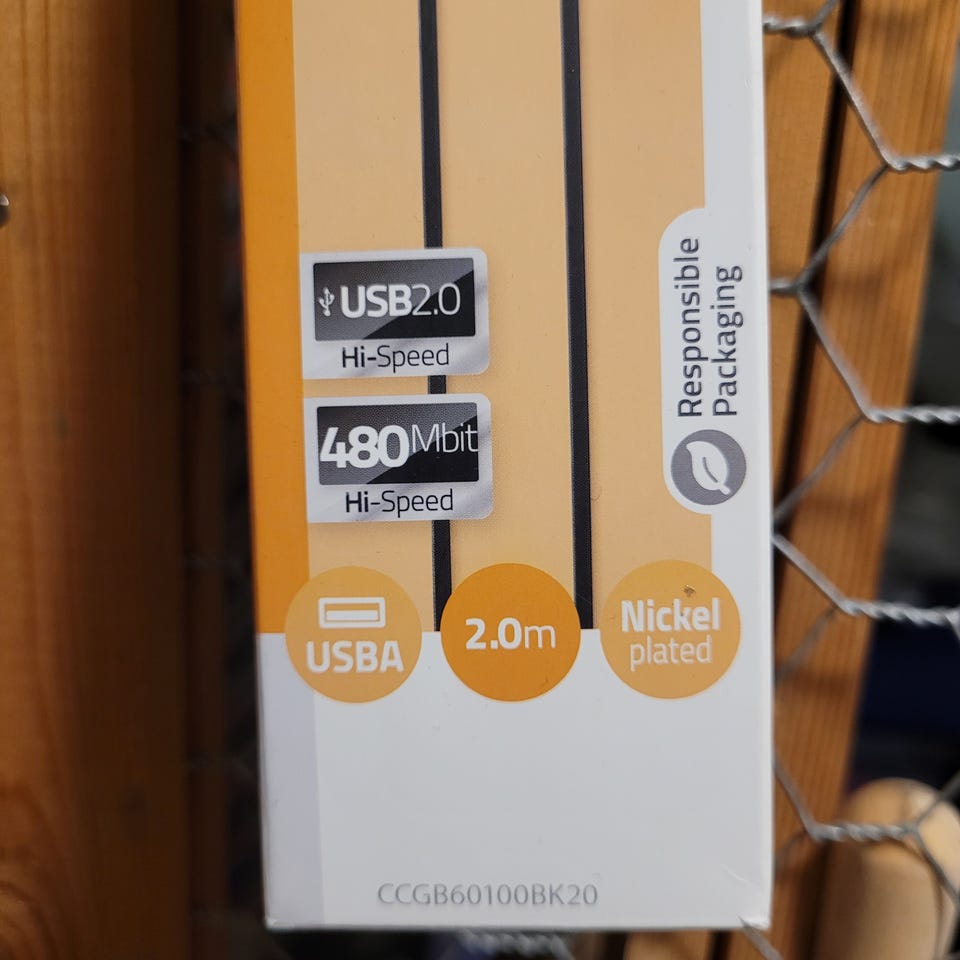 USB2.0
Hi-Speed
480Mbit
Hi-Speed
Responsible
Packaging
USBA
2.0m
Nickel
plated
CCGB60100BK20